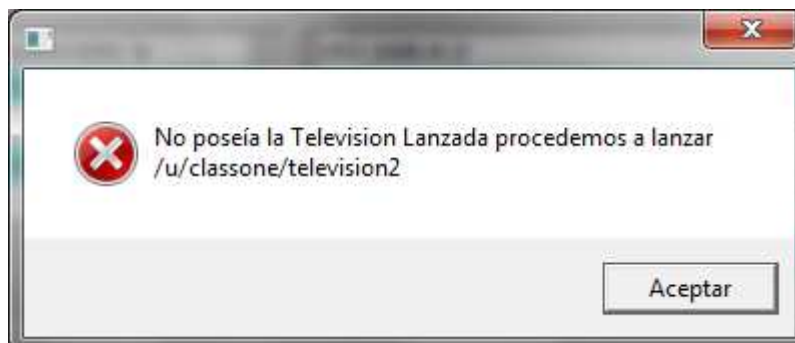 No poseía la Television Lanzada procedemos a lanzar
/u/classone/television2
Aceptar